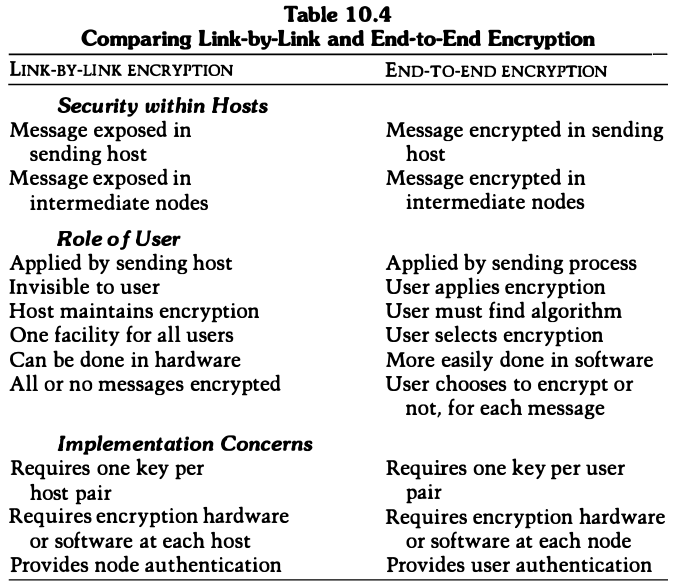 Table 10.4
Comparing Link-by-Link and End-to-End Encryption
LINK-BY-LINK ENCRYPTION END-TO-END ENCRYPTION
Security within Hosts
Message exposed in Message encrypted in sending
sending host host
Message exposed in Message encrypted in
intermediate nodes intermediate nodes
Role of User
Applied by sending host Applied by sending process
Invisible to user User applies encryption
Host maintains encryption User must find algorithm
One facility for all users User selects encryption
Can be done in hardware More easily done in software
All or no messages encrypted User chooses to encrypt or
not, for each message
Implementation Concerns
Requires one key per Requires one key per user
host pair pair
Requires encryption hardware Requires encryption hardware
or software at each host or software at each node
Provides node authentication Provides user authentication